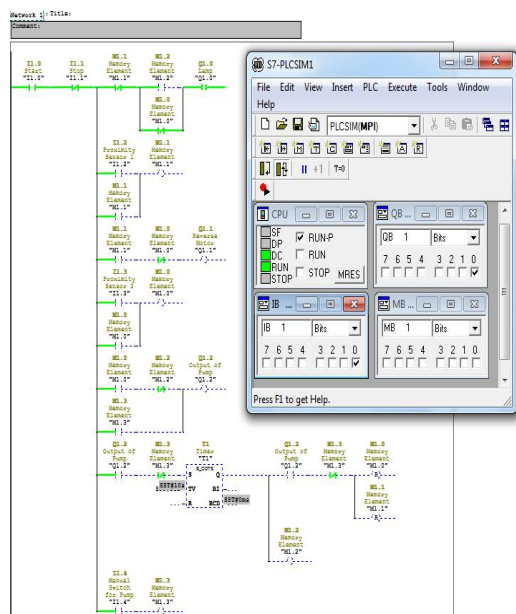 Network 1: Title:
Comment:
I1.0 I1.1 M1.1 M1.2 Q1.0
Start Stop Memory Memory Lamp
"I1.0" "I1.1" Element Element "Q1.3"
"M1.1" "M1.2"
M1.0
Memory
Element
"M1.0"
I1.2 M1.1
Proximity Memory
Sensor 1 Element
"I1.2" "M1.1"
M1.1
Memory
Element
"M1.1"
M1.1 M1.0 Q1.1
Memory Memory Reverse
Element Element Motor
"M1.1" "M1.0" "Q1.1"
I1.3 M1.0
Proximity Memory
Sensor 2 Element
"I1.3" "M1.0"
M1.0
Memory
Element
"M1.0"
M1.0 M1.2 Q1.2
Memory Memory Output of
Element Element Pump
"M1.0" "M1.2" "Q1.2"
M1.3
Memory
Element
"M1.3"
Q1.2 M1.3 T1 Q1.2 M1.3 M1.0
Output of Memory Timer Output of Memory Memory
Pump Element "T1" Pump Element Element
"Q1.2" "M1.3" "Q1.2" "M1.3" "M1.0"
S Q (R)
S5T#10s TV BI
R BCD S5T#0ms
M1.1
Memory
Element
"M1.1"
(R)
M1.2
Memory
Element
"M1.2"
I1.4 M1.3
Manual Memory
Switch Element
for Pump "M1.3"
"I1.4"
S7-PLCSIM1
File Edit View Insert PLC Execute Tools Window
Help
PLCSIM(MPI)
T=0
CPU
SF
DP
DC
RUN
STOP
RUN-P
RUN
STOP MRES
QB ...
QB 1 Bits
7 6 5 4 3 2 1 0
IB ...
IB 1 Bits
7 6 5 4 3 2 1 0
MB ...
MB 1 Bits
7 6 5 4 3 2 1 0
Press F1 to get Help.